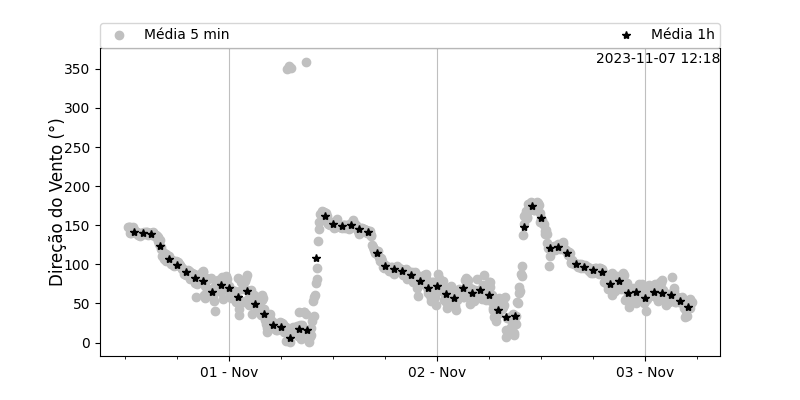 Média 5 min
Média 1h
2023-11-07 12:18
Direção do Vento (°)
350
300
250
200
150
100
50
0
01 - Nov
02 - Nov
03 - Nov